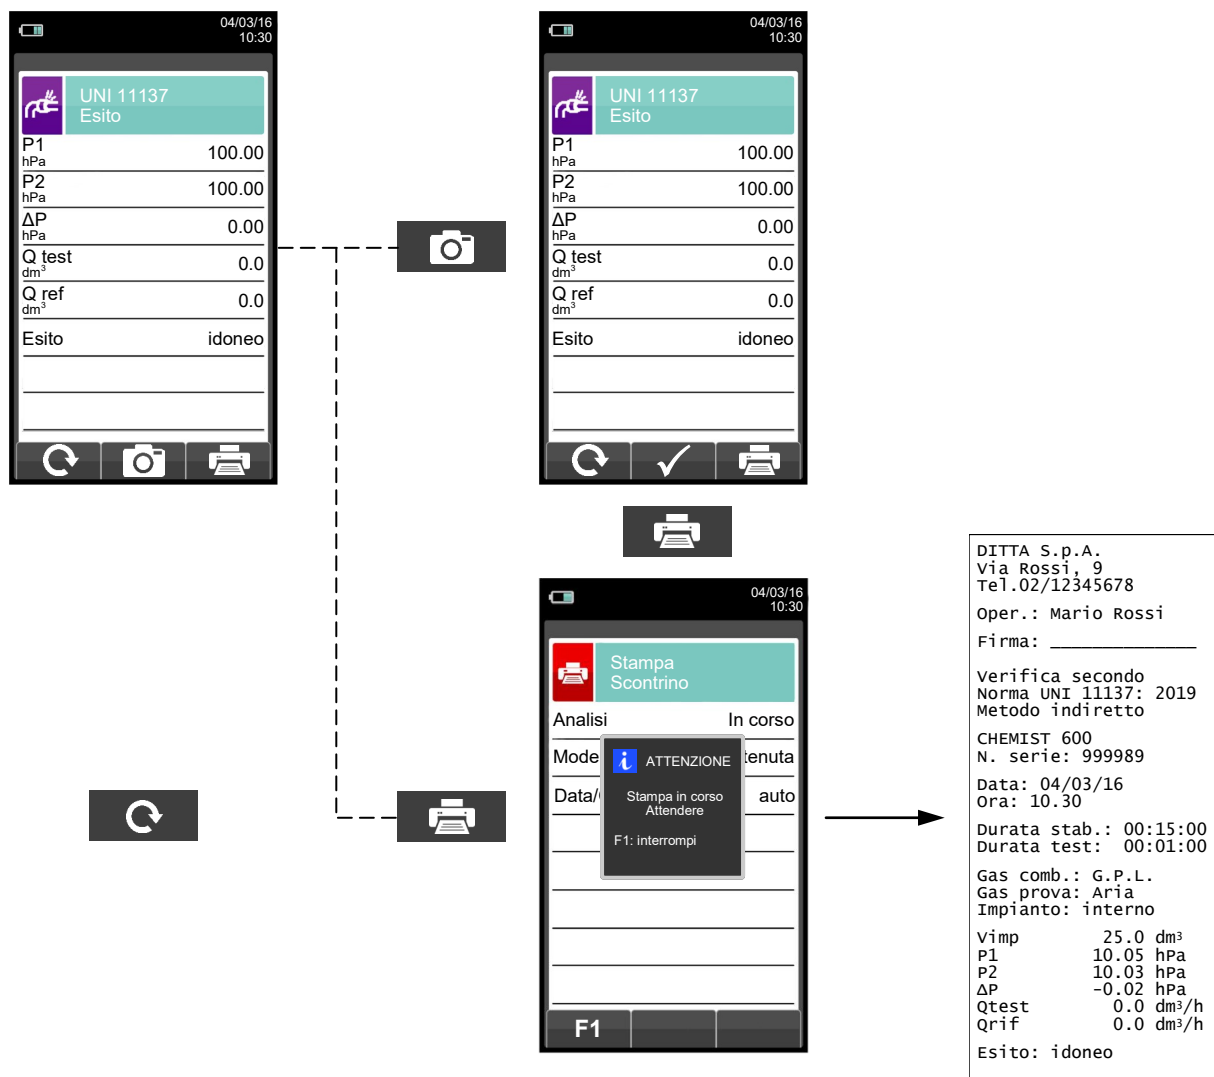 04/03/16
10:30
UNI 11137
Esito
P1
hPa
100.00
P2
hPa
100.00
ΔP
hPa
0.00
Q test
dm³
0.0
Q ref
dm³
0.0
Esito idoneo
04/03/16
10:30
UNI 11137
Esito
P1
hPa
100.00
P2
hPa
100.00
ΔP
hPa
0.00
Q test
dm³
0.0
Q ref
dm³
0.0
Esito idoneo
04/03/16
10:30
Stampa
Scontrino
Analisi In corso
Mode tenuta
Data/ auto
i ATTENZIONE
Stampa in corso
Attendere
F1: interrompi
F1
DITTA S.p.A.
Via Rossi, 9
Tel.02/12345678
Oper.: Mario Rossi
Firma: ______________
Verifica secondo
Norma UNI 11137: 2019
Metodo indiretto
CHEMIST 600
N. serie: 999989
Data: 04/03/16
Ora: 10.30
Durata stab.: 00:15:00
Durata test: 00:01:00
Gas comb.: G.P.L.
Gas prova: Aria
Impianto: interno
Vimp 25.0 dm³
P1 10.05 hPa
P2 10.03 hPa
ΔP -0.02 hPa
Qtest 0.0 dm³/h
Qrif 0.0 dm³/h
Esito: idoneo